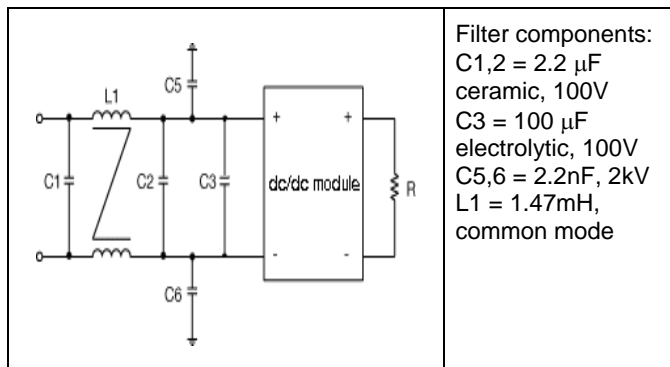 L1
C5
C1
C2
C3
+
+
dc/dc module
R
-
-
C6
Filter components:
C1,2 = 2.2 μF
ceramic, 100V
C3 = 100 μF
electrolytic, 100V
C5,6 = 2.2nF, 2kV
L1 = 1.47mH,
common mode